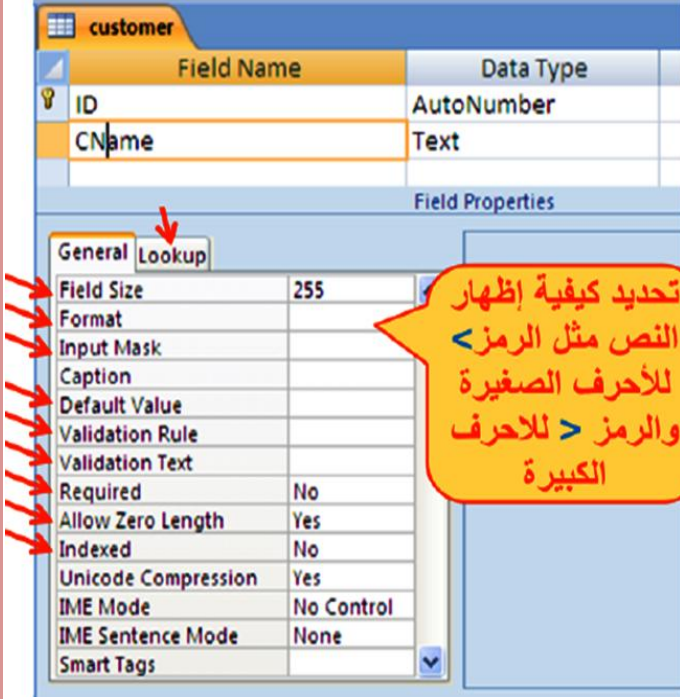 customer
Field Name Data Type
ID AutoNumber
CName Text
Field Properties
General Lookup
Field Size 255
Format
Input Mask
Caption
Default Value
Validation Rule
Validation Text
Required No
Allow Zero Length Yes
Indexed No
Unicode Compression Yes
IME Mode No Control
IME Sentence Mode None
Smart Tags
تحديد كيفية إظهار
النص مثل الرمز>
للأحرف الصغيرة
والرمز < للاحرف
الكبيرة